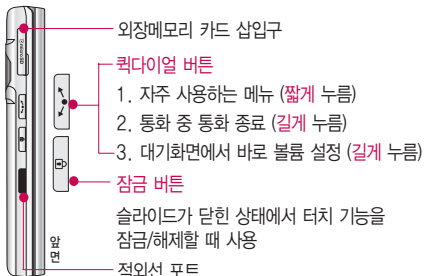 외장메모리 카드 삽입구
microSD
퀵다이얼 버튼
1. 자주 사용하는 메뉴 (짧게 누름)
2. 통화 중 통화 종료 (길게 누름)
3. 대기화면에서 바로 볼륨 설정 (길게 누름)
잠금 버튼
슬라이드가 닫힌 상태에서 터치 기능을
잠금/해제할 때 사용
앞면
적외선 포트